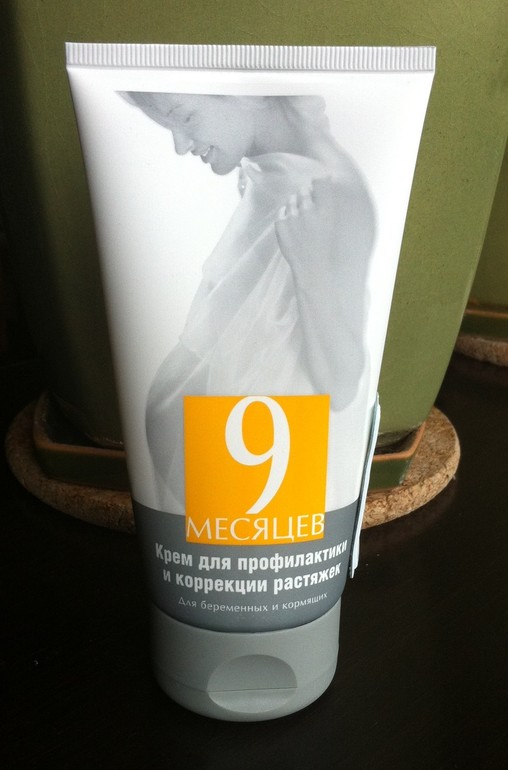 9
МЕСЯЦЕВ
Крем для профилактики
и коррекции растяжек
Для беременных и кормящих